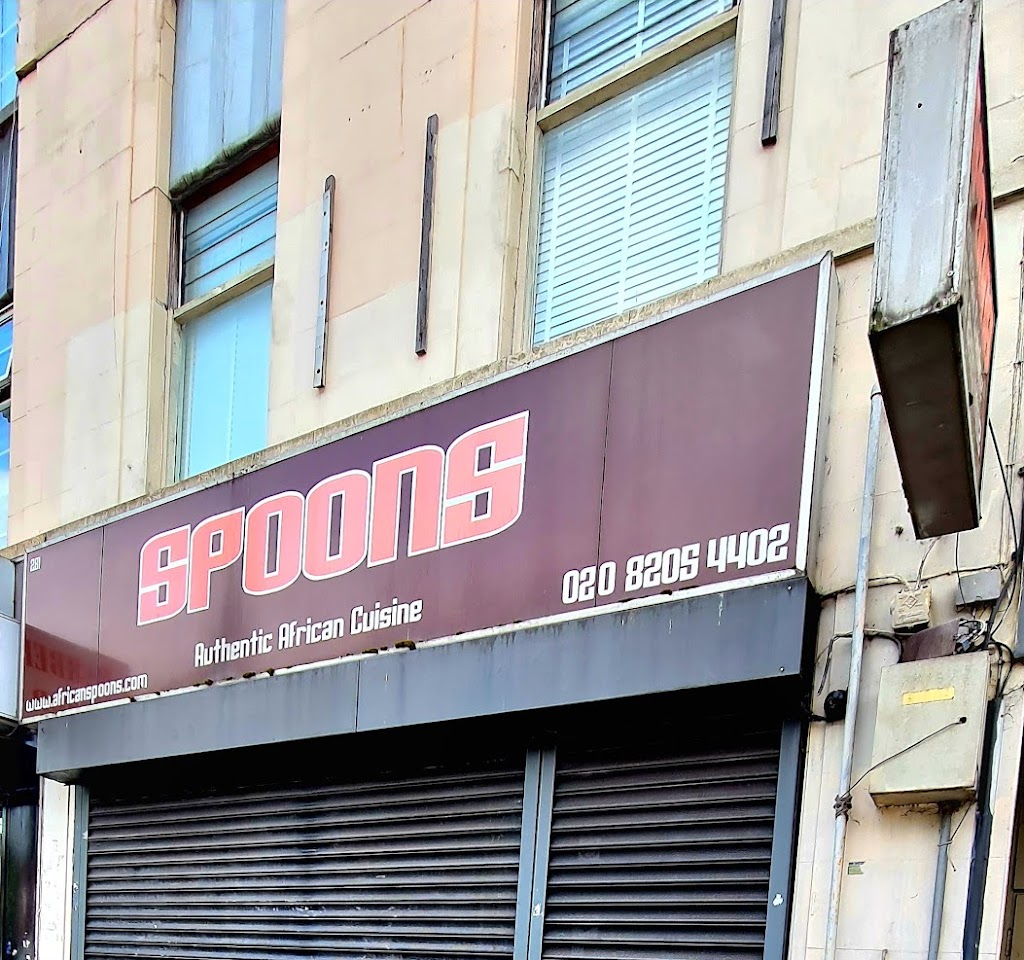 281
SPOONS
Authentic African Cuisine
020 8205 4402
www.africanspoons.com